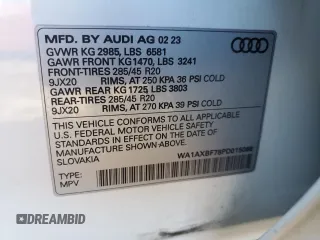 MFD. BY AUDI AG 02 23
GVWR KG 2985, LBS 6581
GAWR FRONT KG1470, LBS 3241
FRONT-TIRES 285/45 R20
9JX20 RIMS, AT 250 KPA 36 PSI COLD
GAWR REAR KG 1725, LBS 3803
REAR-TIRES 285/45 R20
9JX20 RIMS, AT 270 KPA 39 PSI COLD
THIS VEHICLE CONFORMS TO ALL APPLICABLE
U.S. FEDERAL MOTOR VEHICLE SAFETY
STANDARDS IN EFFECT ON THE DATE OF
MANUFACTURE SHOWN ABOVE.
SLOVAKIA
TYPE:
MPV
AUTOBIDMASTER